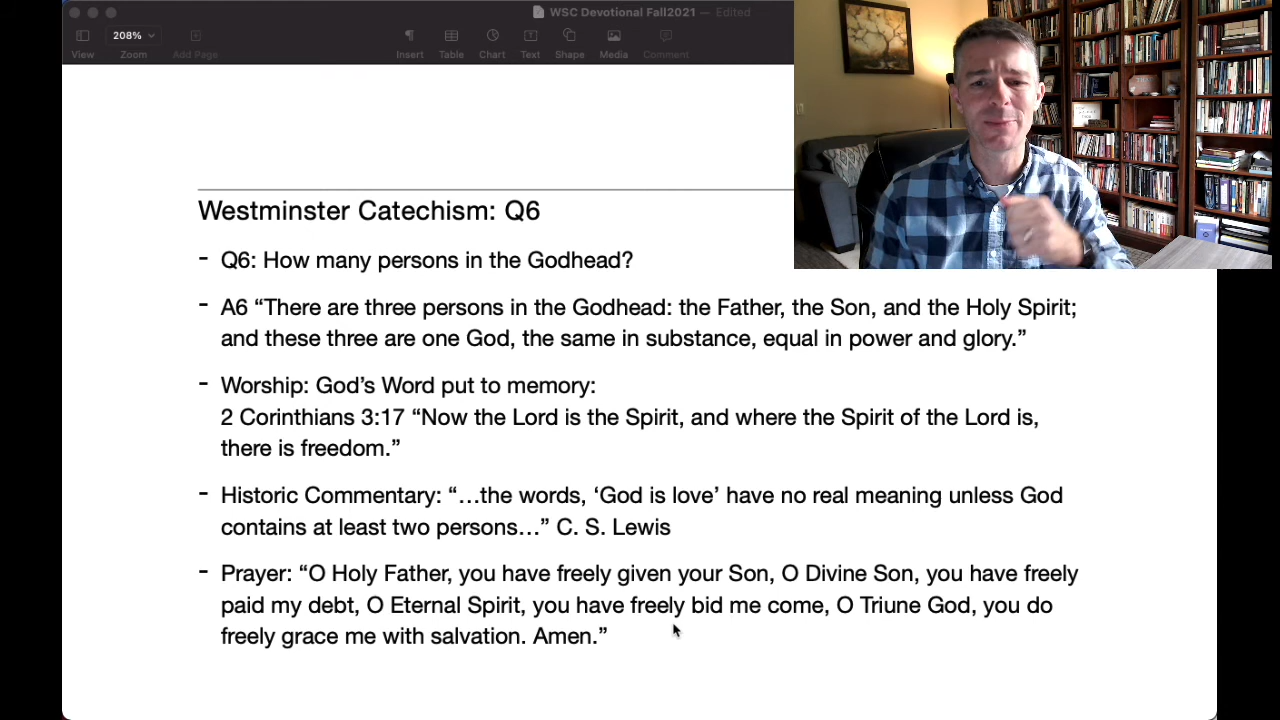 WSC Devotional Fall2021 — Edited
208%
View Zoom Add Page Insert Table Chart Text Shape Media Comment
Westminster Catechism: Q6
- Q6: How many persons in the Godhead?
- A6 “There are three persons in the Godhead: the Father, the Son, and the Holy Spirit;
and these three are one God, the same in substance, equal in power and glory.”
- Worship: God’s Word put to memory:
2 Corinthians 3:17 “Now the Lord is the Spirit, and where the Spirit of the Lord is,
there is freedom.”
- Historic Commentary: “…the words, ‘God is love’ have no real meaning unless God
contains at least two persons…” C. S. Lewis
- Prayer: “O Holy Father, you have freely given your Son, O Divine Son, you have freely
paid my debt, O Eternal Spirit, you have freely bid me come, O Triune God, you do
freely grace me with salvation. Amen.”